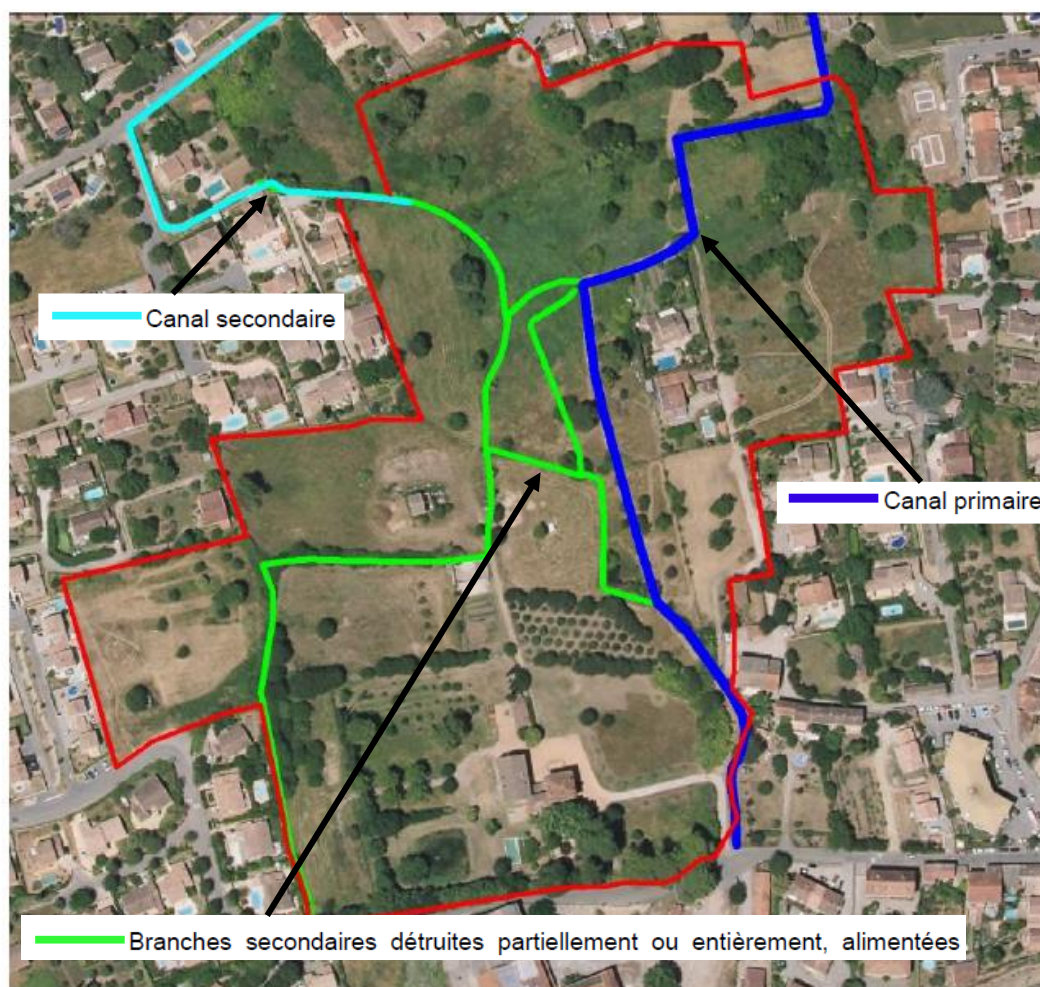 Canal secondaire
Canal primaire
Branches secondaires détruites partiellement ou entièrement, alimentées